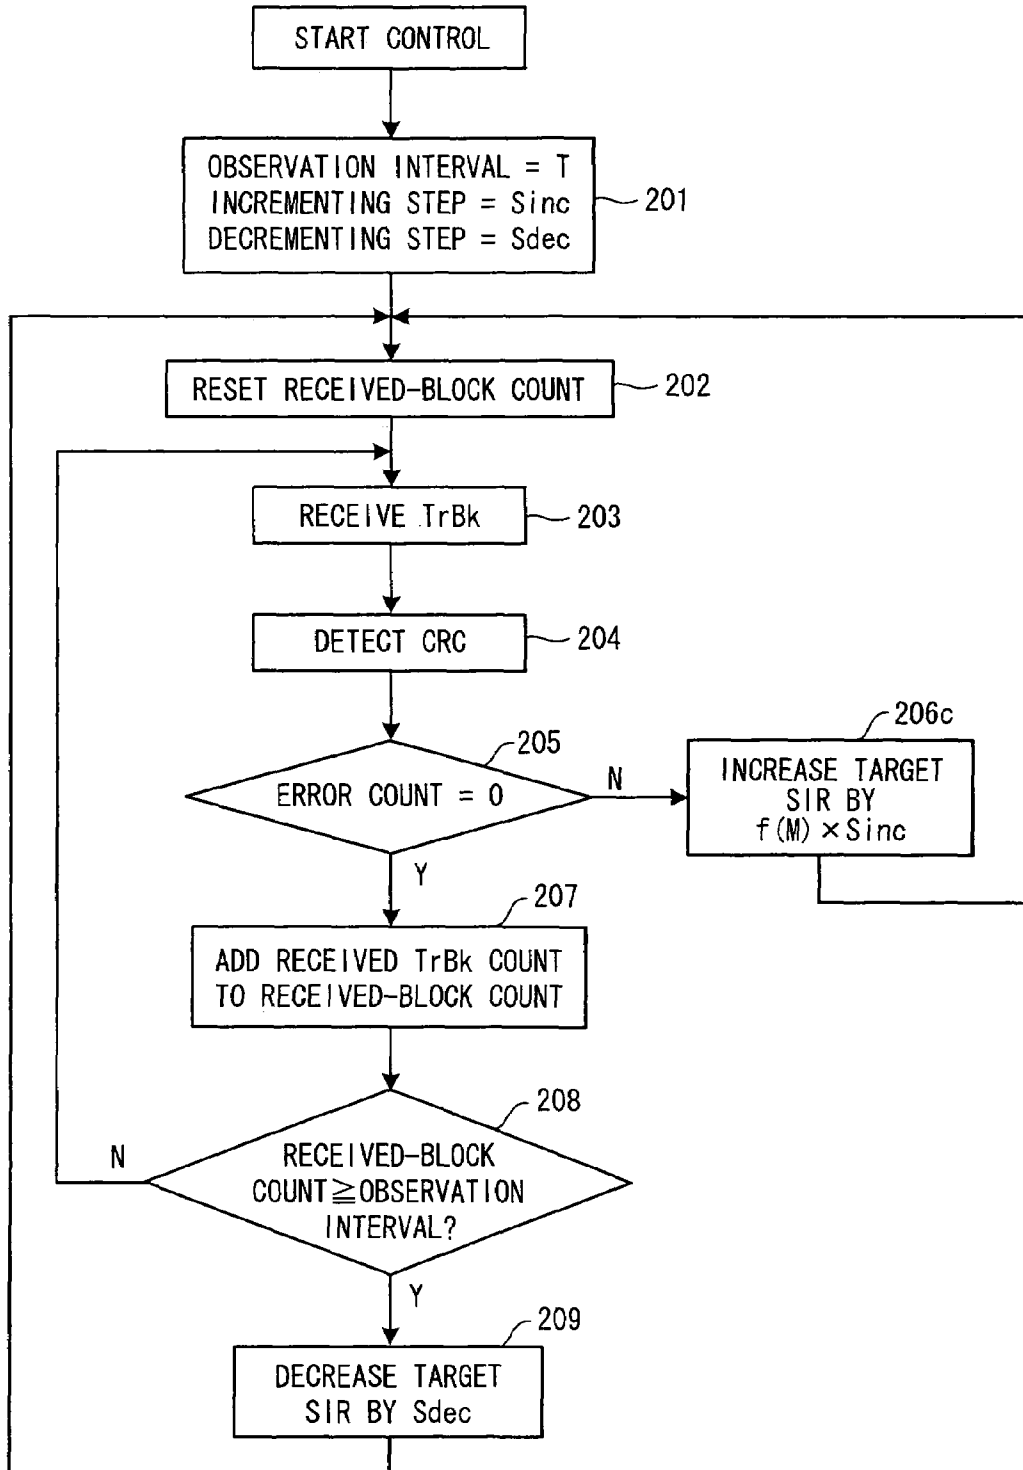 START CONTROL
OBSERVATION INTERVAL = T
INCREMENTING STEP = Sinc
DECREMENTING STEP = Sdec
201
RESET RECEIVED-BLOCK COUNT
202
RECEIVE TrBk
203
DETECT CRC
204
205
ERROR COUNT = 0
N
206c
INCREASE TARGET
SIR BY
f(M) × Sinc
Y
207
ADD RECEIVED TrBk COUNT
TO RECEIVED-BLOCK COUNT
208
N
RECEIVED-BLOCK
COUNT≧OBSERVATION
INTERVAL?
Y
209
DECREASE TARGET
SIR BY Sdec